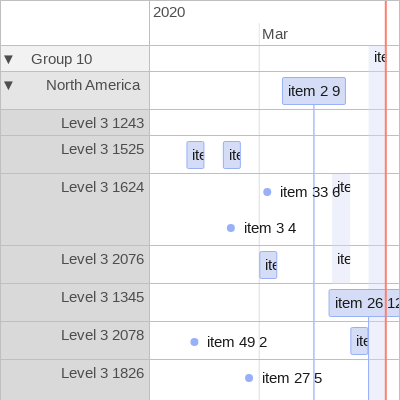 2020
Mar
▼ Group 10
ite
▼ North America
item 2 9
Level 3 1243
Level 3 1525
ite
ite
Level 3 1624
item 33 6
ite
item 3 4
Level 3 2076
ite
ite
Level 3 1345
item 26 12
Level 3 2078
item 49 2
ite
Level 3 1826
item 27 5